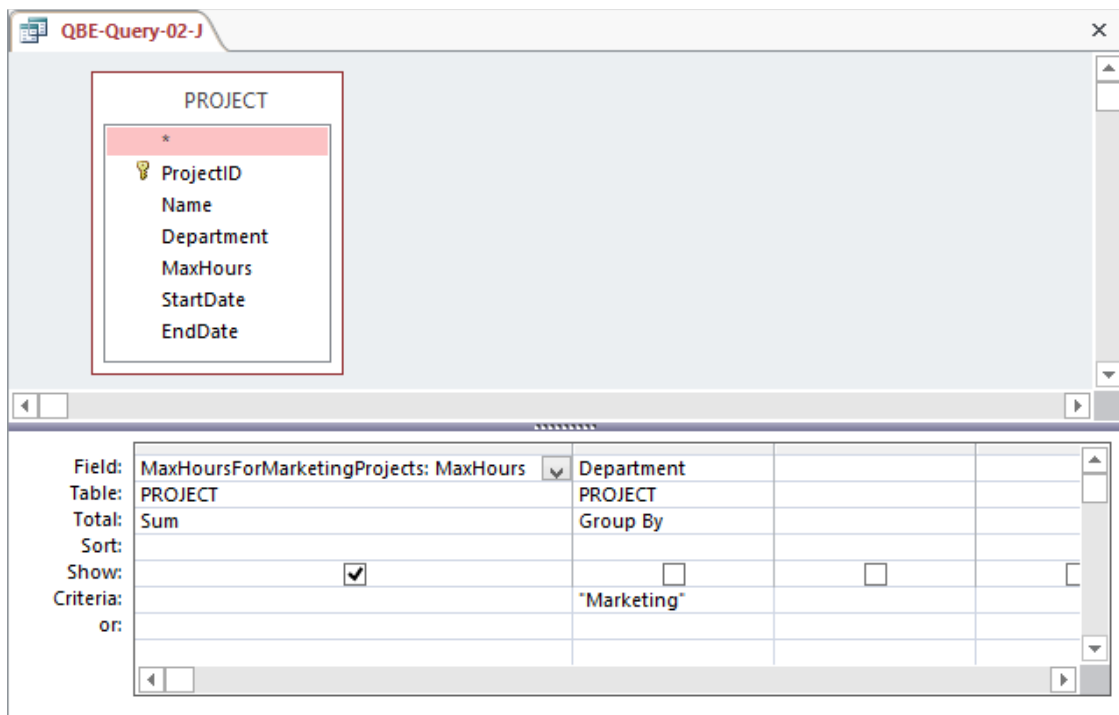 QBE-Query-02-J
PROJECT
*
ProjectID
Name
Department
MaxHours
StartDate
EndDate
Field: MaxHoursForMarketingProjects: MaxHours Department
Table: PROJECT PROJECT
Total: Sum Group By
Sort:
Show:
Criteria: "Marketing"
or: